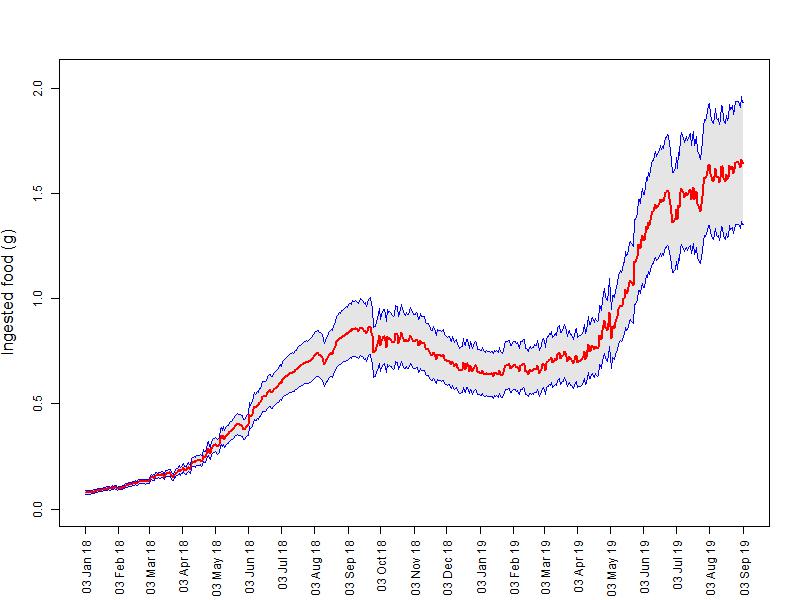 Ingested food (g)
2.0
1.5
1.0
0.5
0.0
03 Jan 18
03 Feb 18
03 Mar 18
03 Apr 18
03 May 18
03 Jun 18
03 Jul 18
03 Aug 18
03 Sep 18
03 Oct 18
03 Nov 18
03 Dec 18
03 Jan 19
03 Feb 19
03 Mar 19
03 Apr 19
03 May 19
03 Jun 19
03 Jul 19
03 Aug 19
03 Sep 19